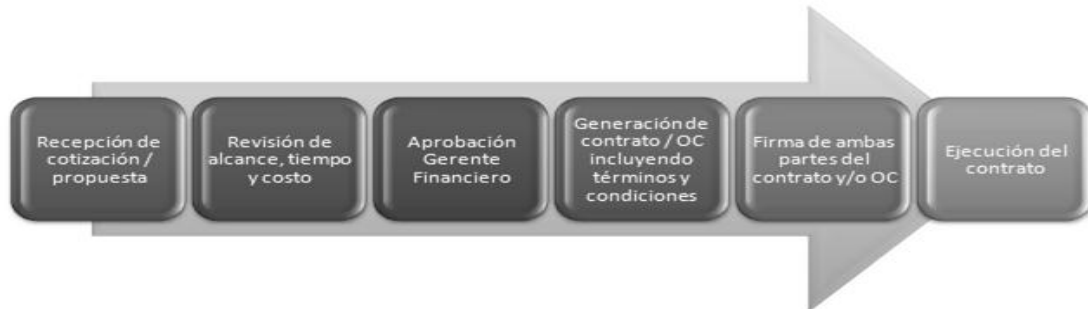 Recepción de
cotización /
propuesta
Revisión de
alcance, tiempo
y costo
Aprobación
Gerente
Financiero
Generación de
contrato / OC
incluyendo
términos y
condiciones
Firma de ambas
partes del
contrato y/o OC
Ejecución del
contrato